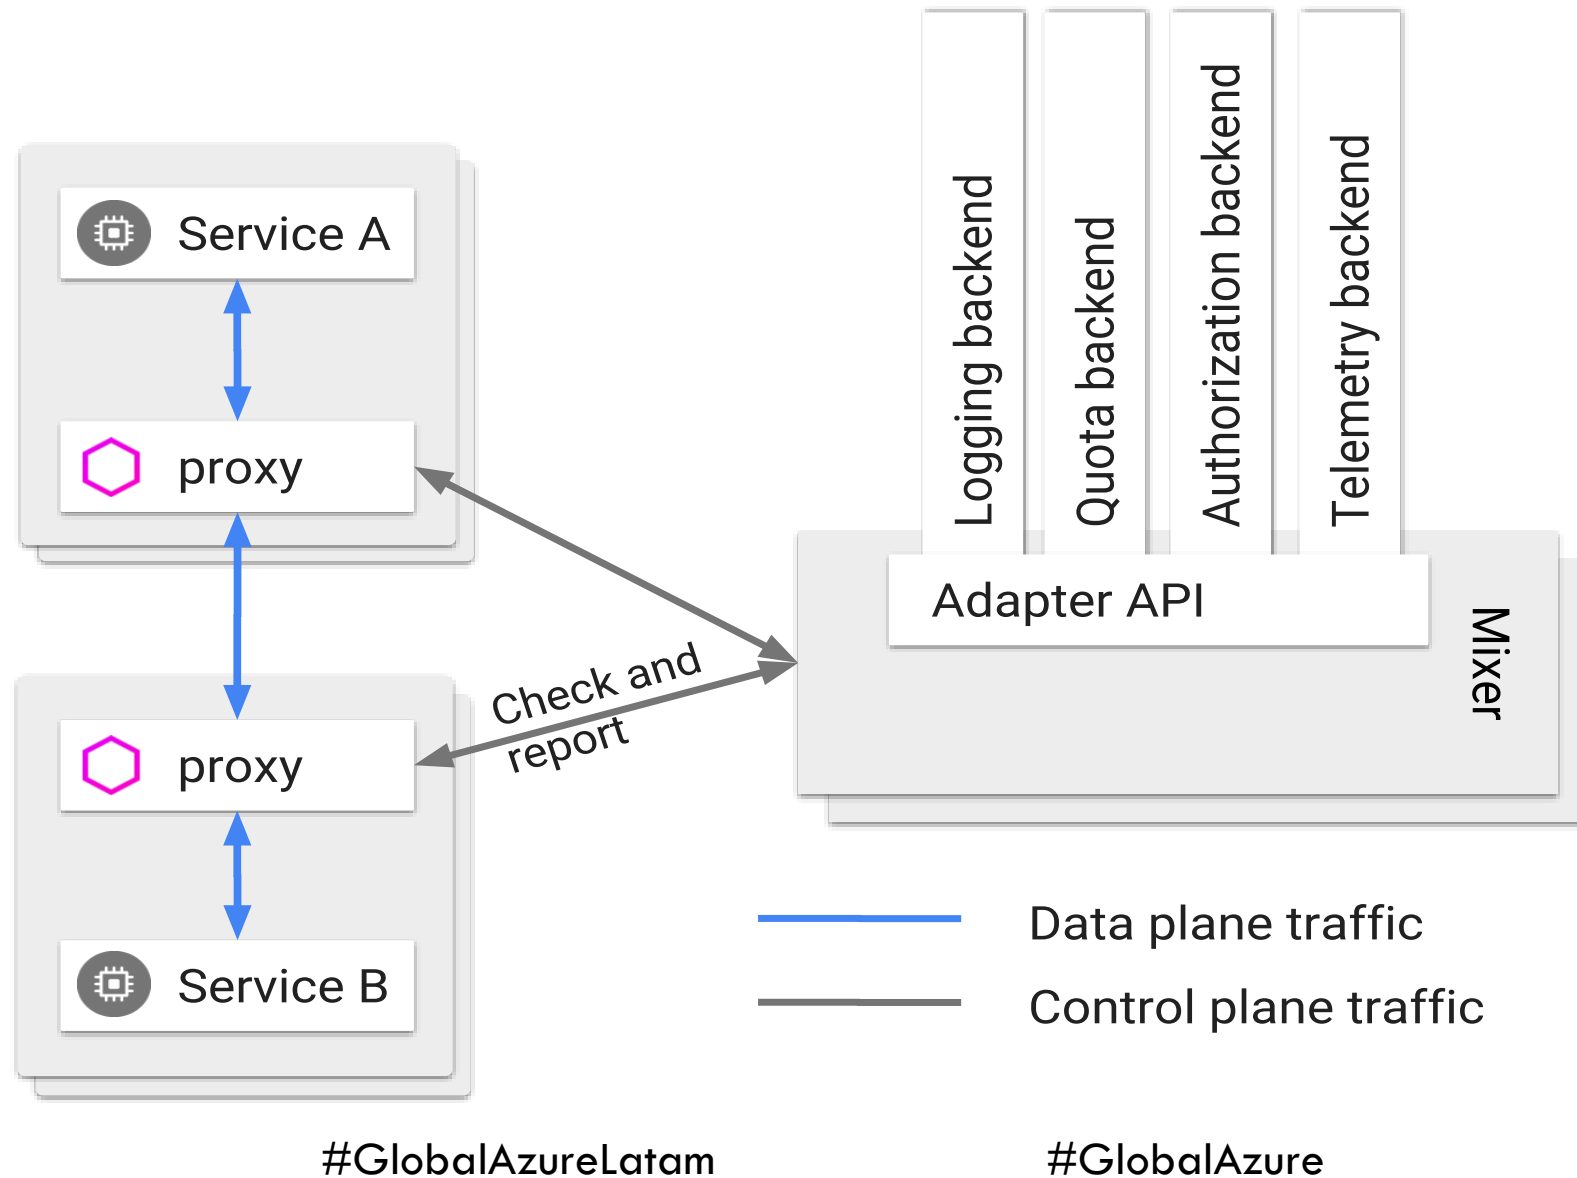 Service A
proxy
proxy
Service B
Check and
report
Logging backend
Quota backend
Authorization backend
Telemetry backend
Adapter API
Mixer
Data plane traffic
Control plane traffic
#GlobalAzureLatam
#GlobalAzure